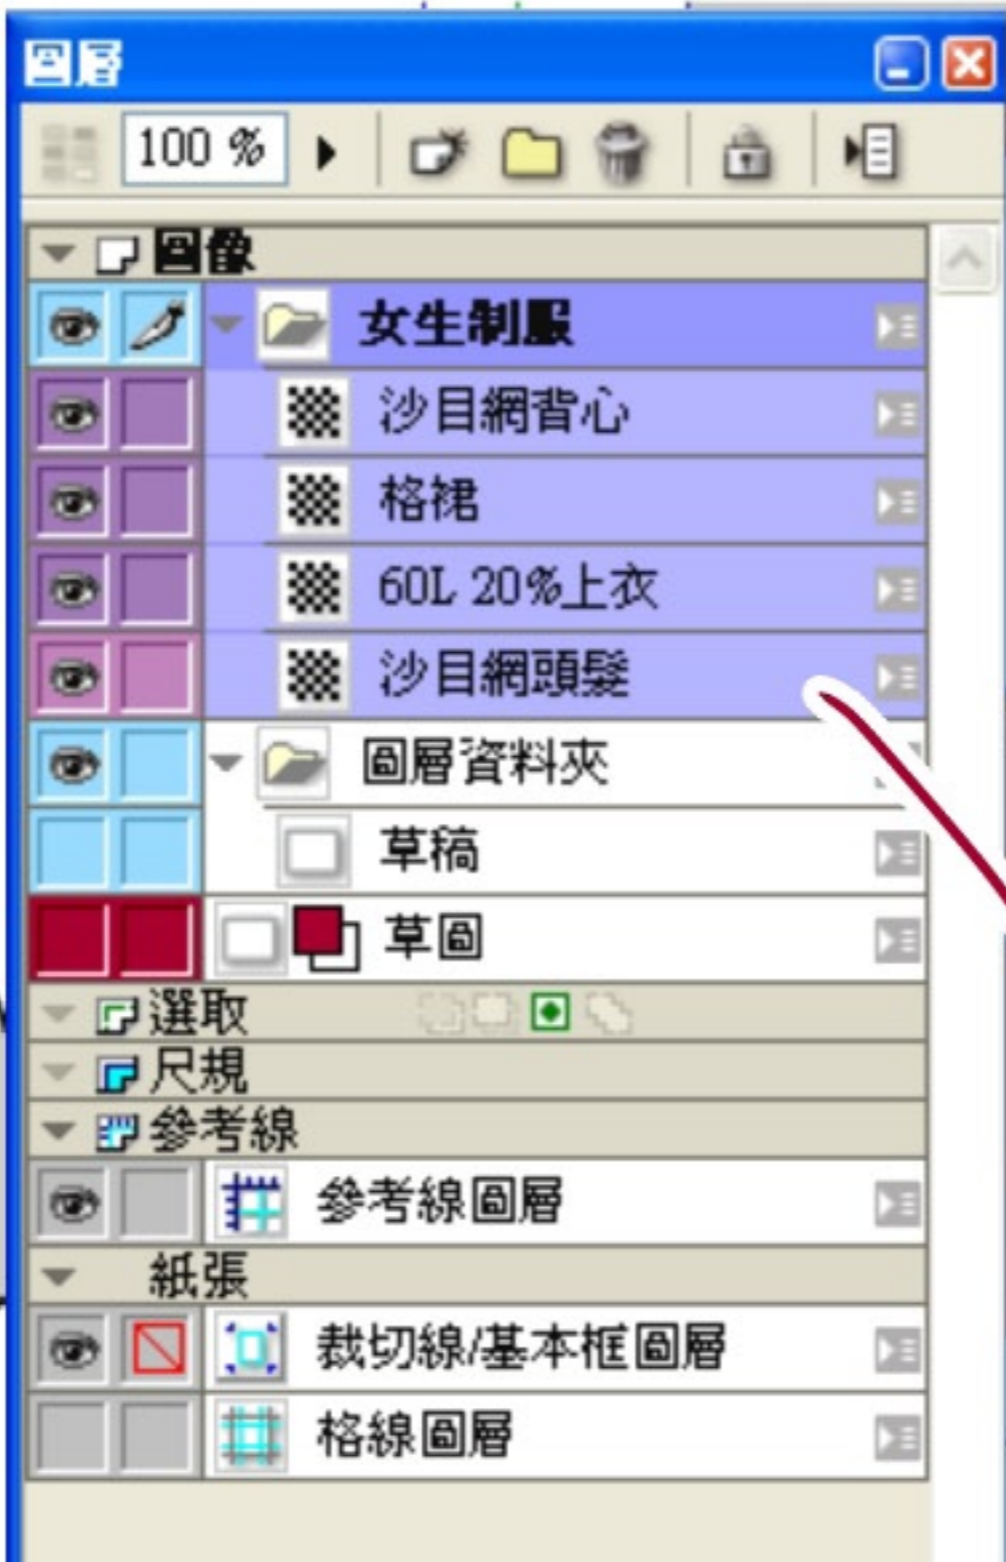 圖層
100 %
圖像
女生制服
沙目網背心
格裙
60L 20%上衣
沙目網頭髮
圖層資料夾
草稿
草圖
選取
尺規
參考線
參考線圖層
紙張
裁切線/基本框圖層
格線圖層